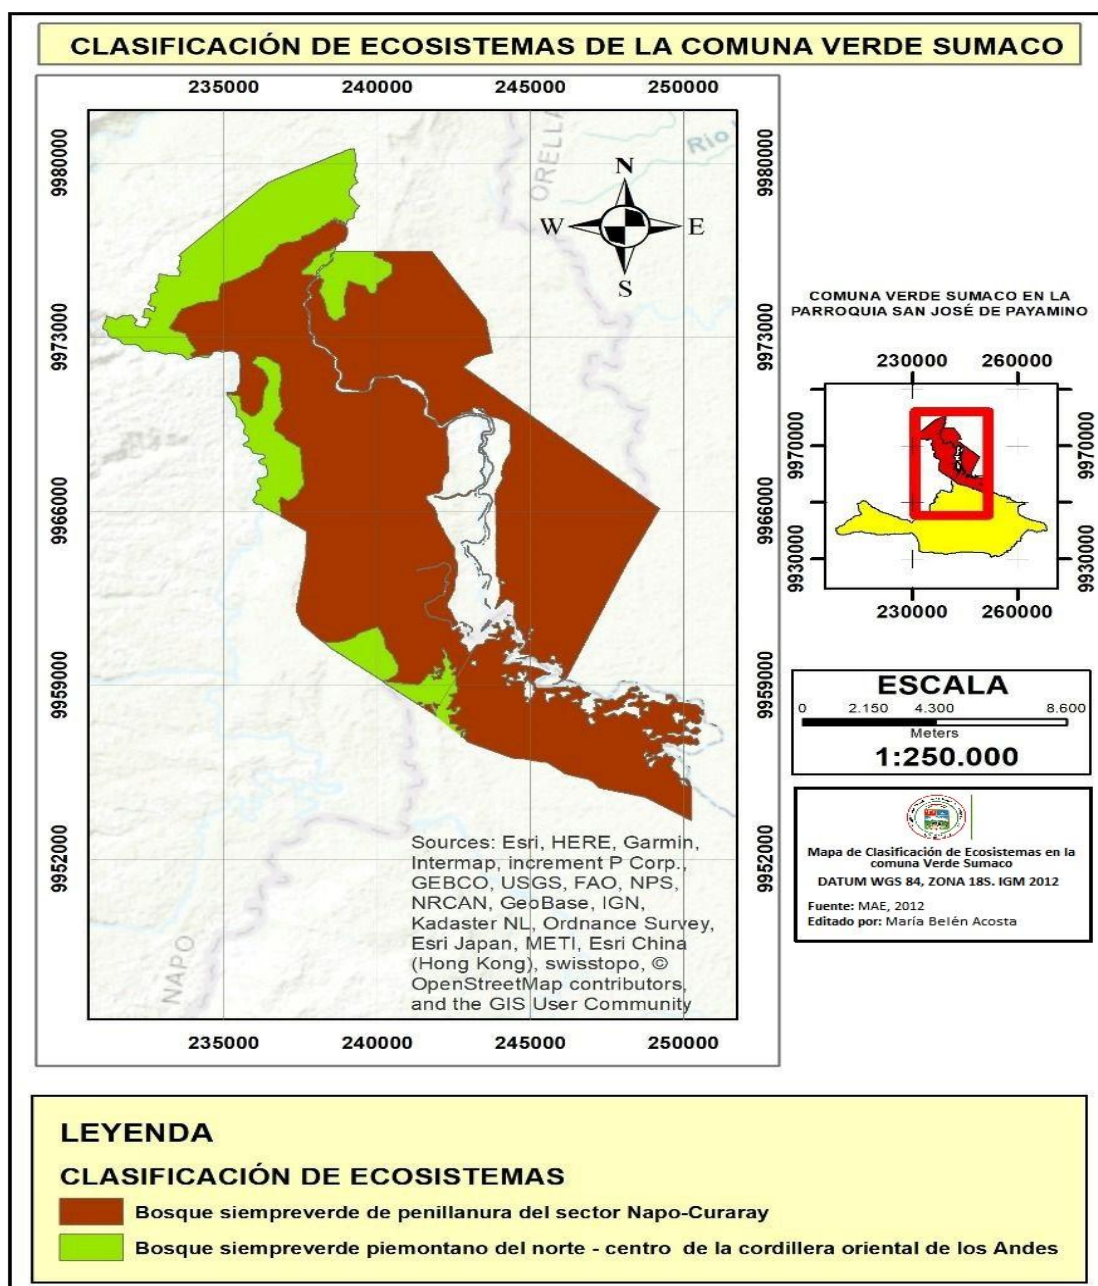 CLASIFICACIÓN DE ECOSISTEMAS DE LA COMUNA VERDE SUMACO
235000 240000 245000 250000
9980000 9980000
9973000 9973000
9966000 9966000
9959000 9959000
9952000 9952000
ORELLA
Rio
N
W E
S
NAPO
Sources: Esri, HERE, Garmin,
Intermap, increment P Corp.,
GEBCO, USGS, FAO, NPS,
NRCAN, GeoBase, IGN,
Kadaster NL, Ordnance Survey,
Esri Japan, METI, Esri China
(Hong Kong), swisstopo, ©
OpenStreetMap contributors,
and the GIS User Community
235000 240000 245000 250000
COMUNA VERDE SUMACO EN LA
PARROQUIA SAN JOSÉ DE PAYAMINO
230000 260000
9970000 9970000
9930000 9930000
230000 260000
ESCALA
0 2.150 4.300 8.600
Meters
1:250.000
Mapa de Clasificación de Ecosistemas en la
comuna Verde Sumaco
DATUM WGS 84, ZONA 18S. IGM 2012
Fuente: MAE, 2012
Editado por: María Belén Acosta
LEYENDA
CLASIFICACIÓN DE ECOSISTEMAS
Bosque siempreverde de penillanura del sector Napo-Curaray
Bosque siempreverde piemontano del norte - centro de la cordillera oriental de los Andes